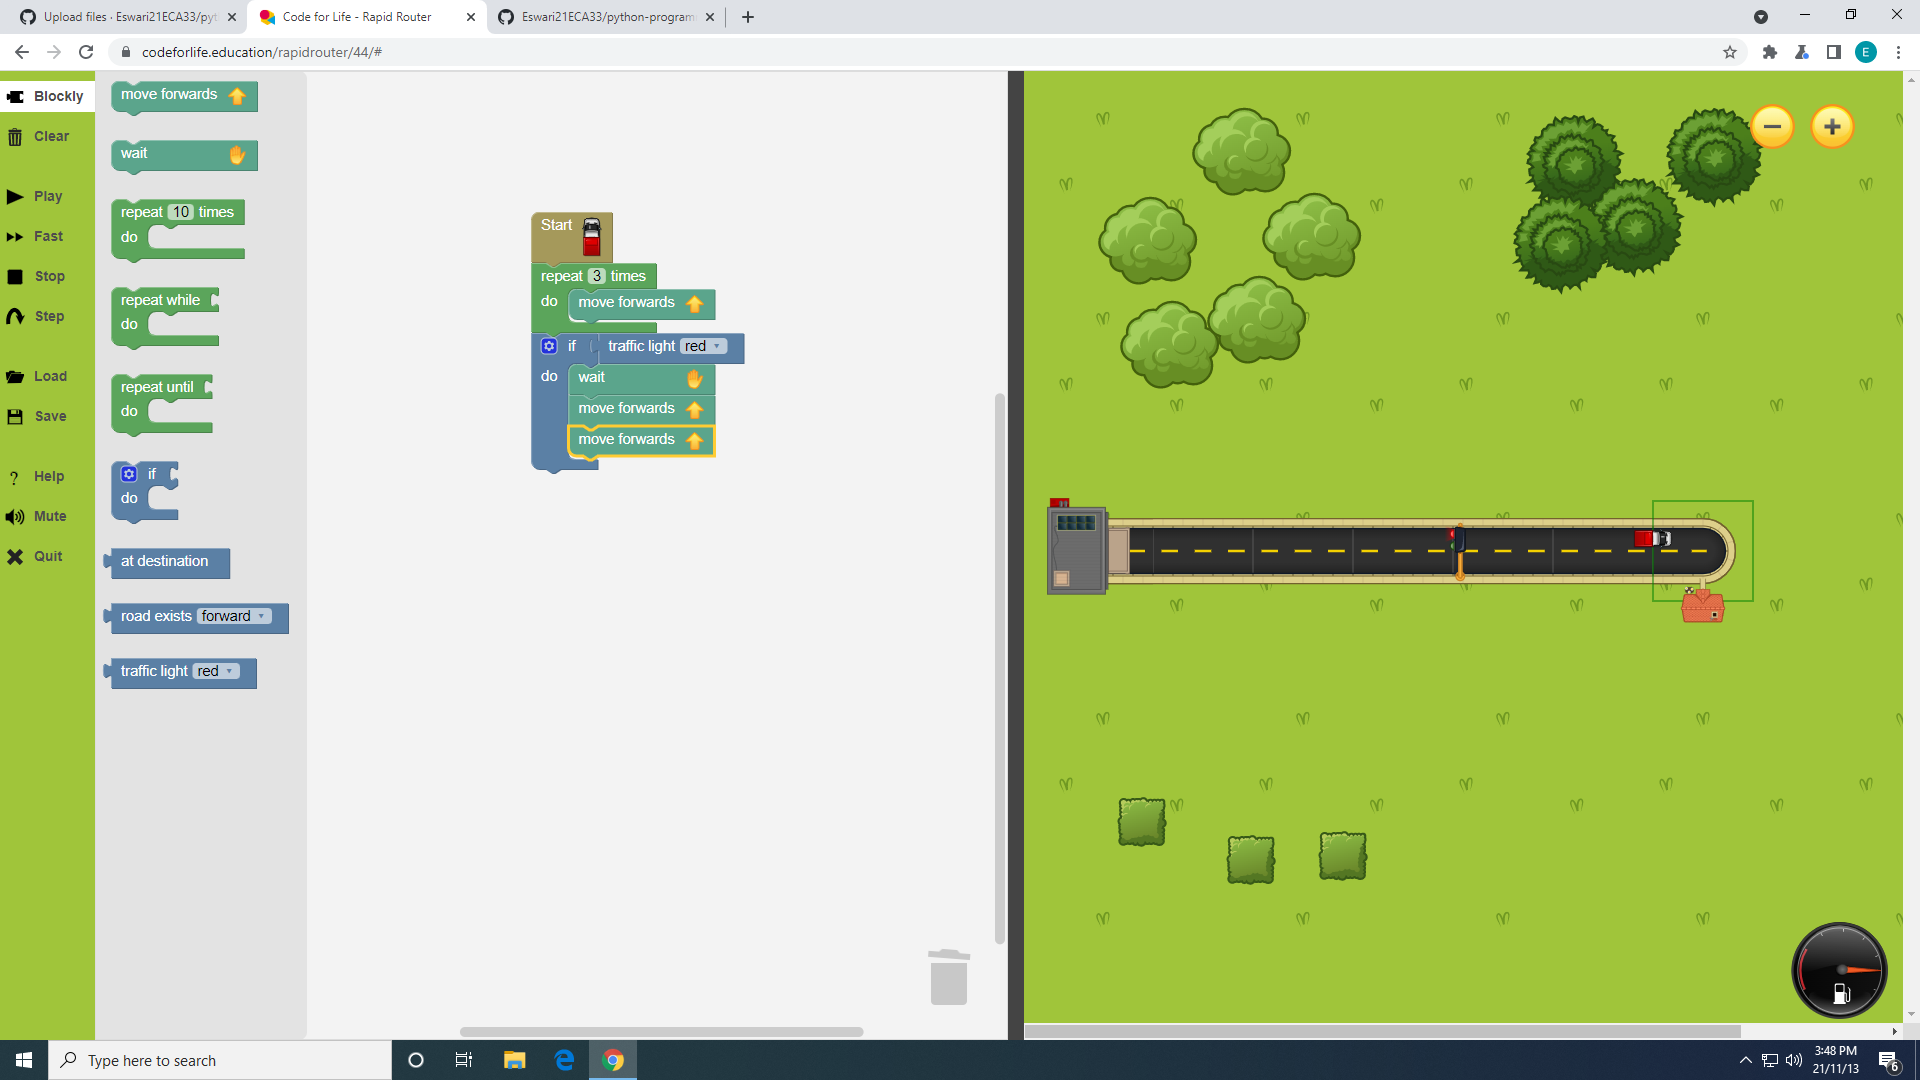 Upload files · Eswari21ECA33/pyt
Code for Life - Rapid Router
Eswari21ECA33/python-program
codeforlife.education/rapidrouter/44/#
E
Blockly
Clear
Play
Fast
Stop
Step
Load
Save
Help
Mute
Quit
move forwards
wait
repeat 10 times
do
repeat while
do
repeat until
do
if
do
at destination
road exists forward
traffic light red
Start
repeat 3 times
do move forwards
if traffic light red
do wait
move forwards
move forwards
Type here to search
3:48 PM
21/11/13
6